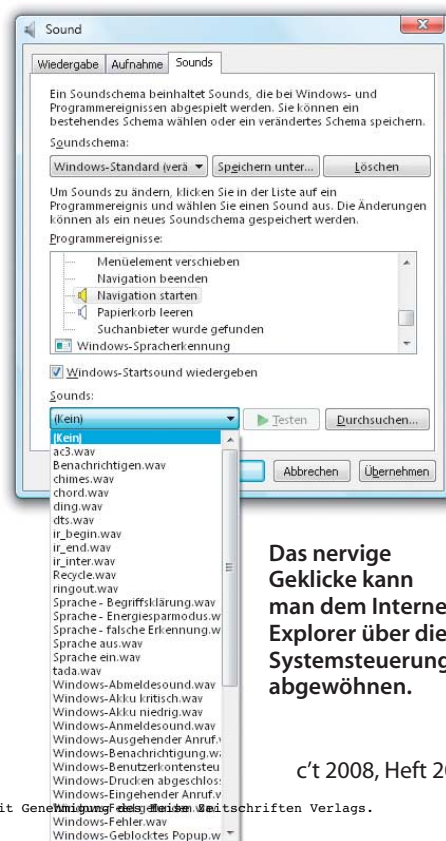 Sound
Wiedergabe Aufnahme Sounds
Ein Soundschema beinhaltet Sounds, die bei Windows- und
Programmereignissen abgespielt werden. Sie können ein
bestehendes Schema wählen oder ein verändertes Schema speichern.
Soundschema:
Windows-Standard (verä Speichern unter... Löschen
Um Sounds zu ändern, klicken Sie in der Liste auf ein
Programmereignis und wählen Sie einen Sound aus. Die Änderungen
können als ein neues Soundschema gespeichert werden.
Programmereignisse:
Menüelement verschieben
Navigation beenden
Navigation starten
Papierkorb leeren
Suchanbieter wurde gefunden
Windows-Spracherkennung
Windows-Startsound wiedergeben
Sounds:
(Kein) Testen Durchsuchen...
(Kein)
ac3.wav
Benachrichtigen.wav
chimes.wav
chord.wav
ding.wav
dts.wav
ir_begin.wav
ir_end.wav
ir_inter.wav
Recycle.wav
ringout.wav
Sprache - Begriffsklärung.wav
Sprache - Energiesparmodus.w
Sprache - falsche Erkennung.w
Sprache aus.wav
Sprache ein.wav
tada.wav
Windows-Abmeldesound.wav
Windows-Akku kritisch.wav
Windows-Akku niedrig.wav
Windows-Anmeldesound.wav
Windows-Ausgehender Anruf.
Windows-Benachrichtigung.wa
Windows-Benutzerkontensteu
Windows-Drucken abgeschlos
Windows-Eingehender Anruf.v
Windows-Fehler.wav
Windows-Geblocktes Popup.w
Abbrechen Übernehmen
Das nervige
Geklicke kann
man dem Interne
Explorer über die
Systemsteuerung
abgewöhnen.
c't 2008, Heft 20
it Genehmigung des Heise Zeitschriften Verlags.